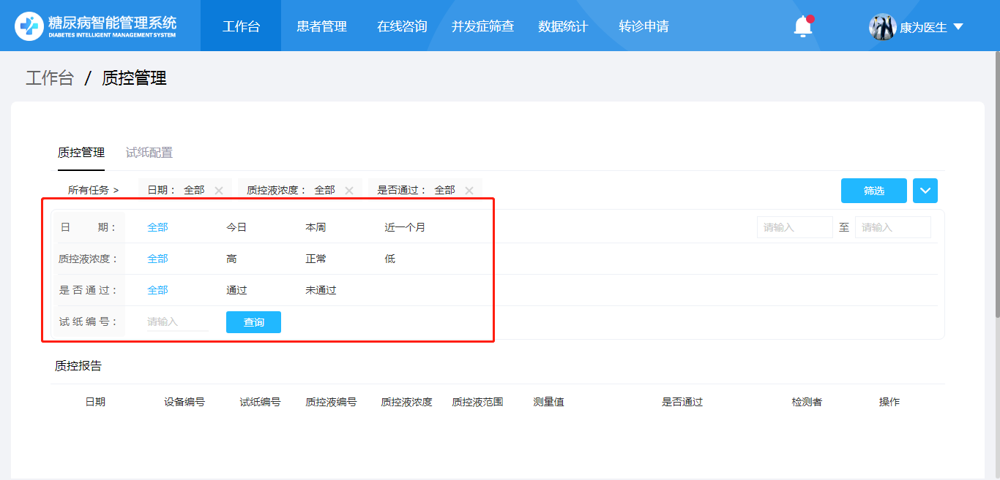 糖尿病智能管理系统
DIABETES INTELLIGENT MANAGEMENT SYSTEM
工作台 患者管理 在线咨询 并发症筛查 数据统计 转诊申请 康为医生
工作台 / 质控管理
质控管理 试纸配置
所有任务 > 日期： 全部 × 质控液浓度： 全部 × 是否通过： 全部 × 筛选
日 期： 全部 今日 本周 近一个月 请输入 至 请输入
质控液浓度： 全部 高 正常 低
是否通过： 全部 通过 未通过
试纸编号： 请输入 查询
质控报告
日期 设备编号 试纸编号 质控液编号 质控液浓度 质控液范围 测量值 是否通过 检测者 操作